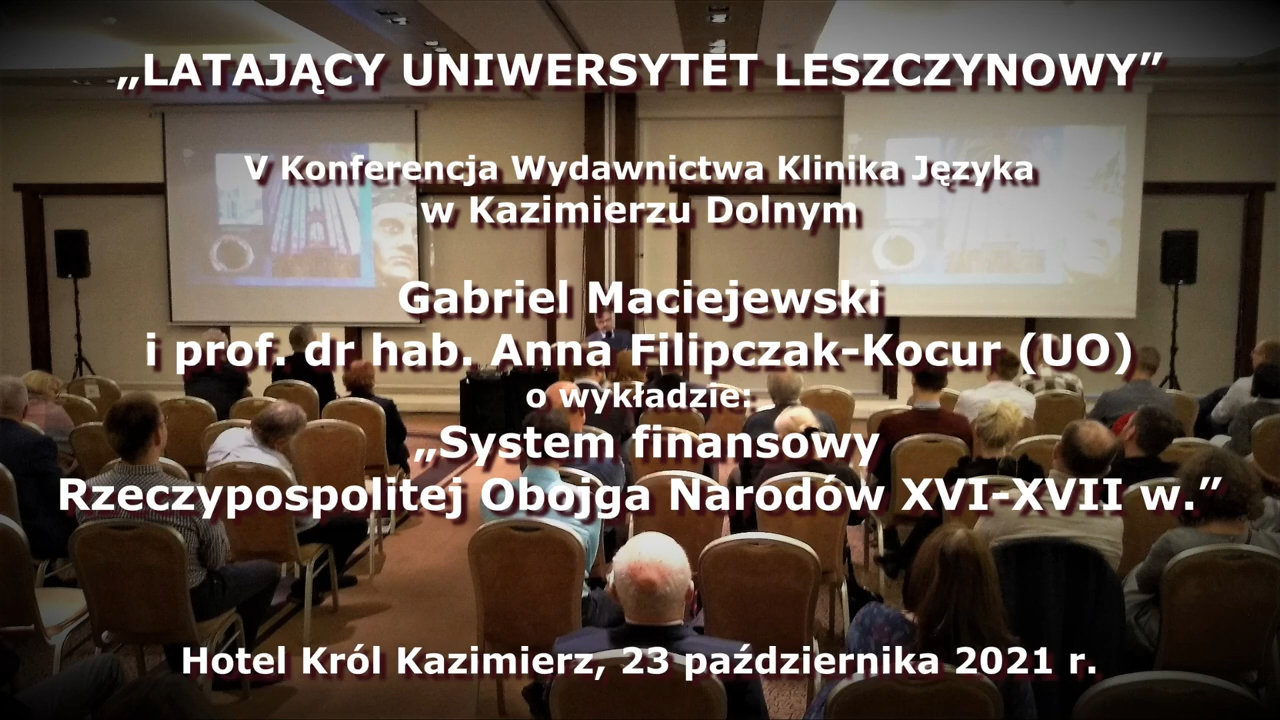 „LATAJĄCY UNIWERSYTET LESZCZYNOWY”
V Konferencja Wydawnictwa Klinika Języka
w Kazimierzu Dolnym
Gabriel Maciejewski
i prof. dr hab. Anna Filipczak-Kocur (UO)
o wykładzie:
„System finansowy
Rzeczypospolitej Obojga Narodów XVI-XVII w.”
Hotel Król Kazimierz, 23 października 2021 r.